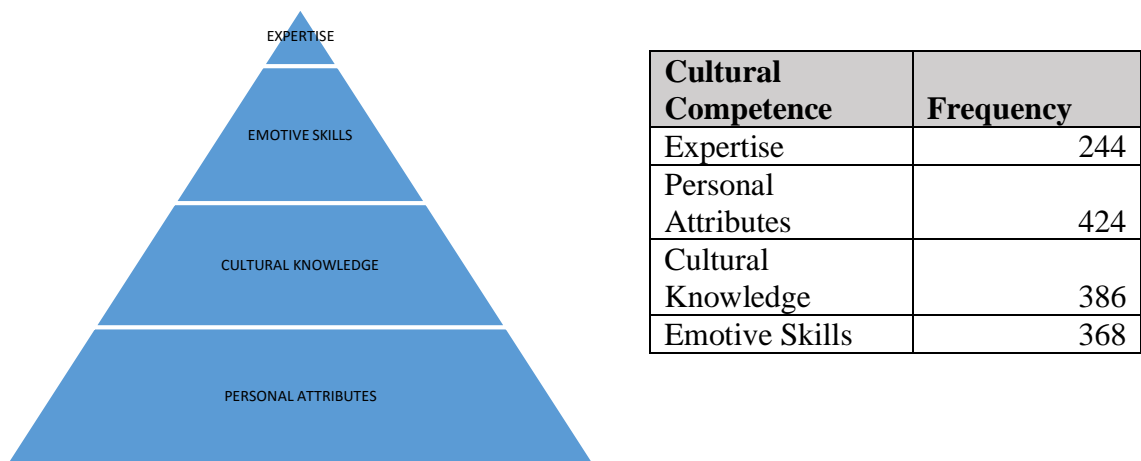 EXPERTISE
EMOTIVE SKILLS
CULTURAL KNOWLEDGE
PERSONAL ATTRIBUTES
Cultural
Competence Frequency
Expertise 244
Personal
Attributes 424
Cultural
Knowledge 386
Emotive Skills 368